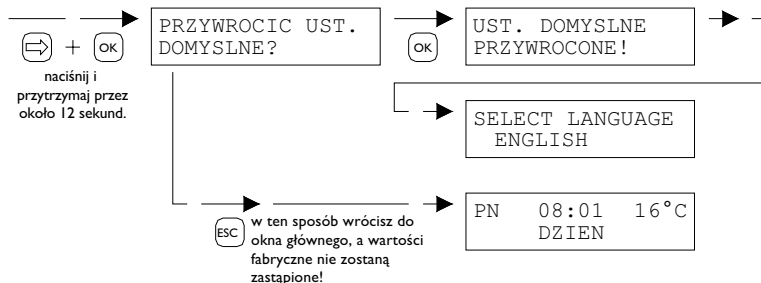 + OK
naciśnij i
przytrzymaj przez
około 12 sekund.
PRZYWROCIC UST.
DOMYSLNE?
OK
UST. DOMYSLNE
PRZYWROCONE!
SELECT LANGUAGE
ENGLISH
ESC
w ten sposób wrócisz do
okna głównego, a wartości
fabryczne nie zostaną
zastąpione!
PN 08:01 16°C
DZIEN